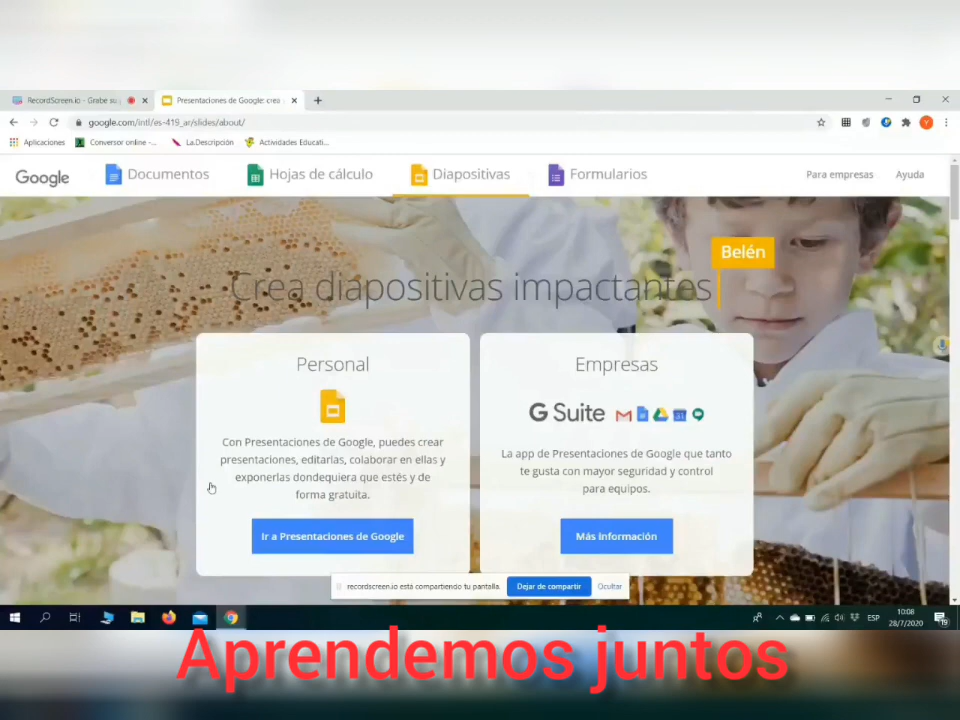 RecordScreen.io - Grabe su
Presentaciones de Google: crea
google.com/intl/es-419_ar/slides/about/
Aplicaciones
Conversor online -...
La.Descripción
Actividades Educati...
Google
Documentos
Hojas de cálculo
Diapositivas
Formularios
Para empresas
Ayuda
Belén
Crea diapositivas impactantes
Personal
Con Presentaciones de Google, puedes crear
presentaciones, editarlas, colaborar en ellas y
exponerlas dondequiera que estés y de
forma gratuita.
Ir a Presentaciones de Google
Empresas
G Suite
La app de Presentaciones de Google que tanto
te gusta con mayor seguridad y control
para equipos.
Más información
recordscreen.io está compartiendo tu pantalla.
Dejar de compartir
Ocultar
ESP
10:08
28/7/2020
Aprendemos juntos